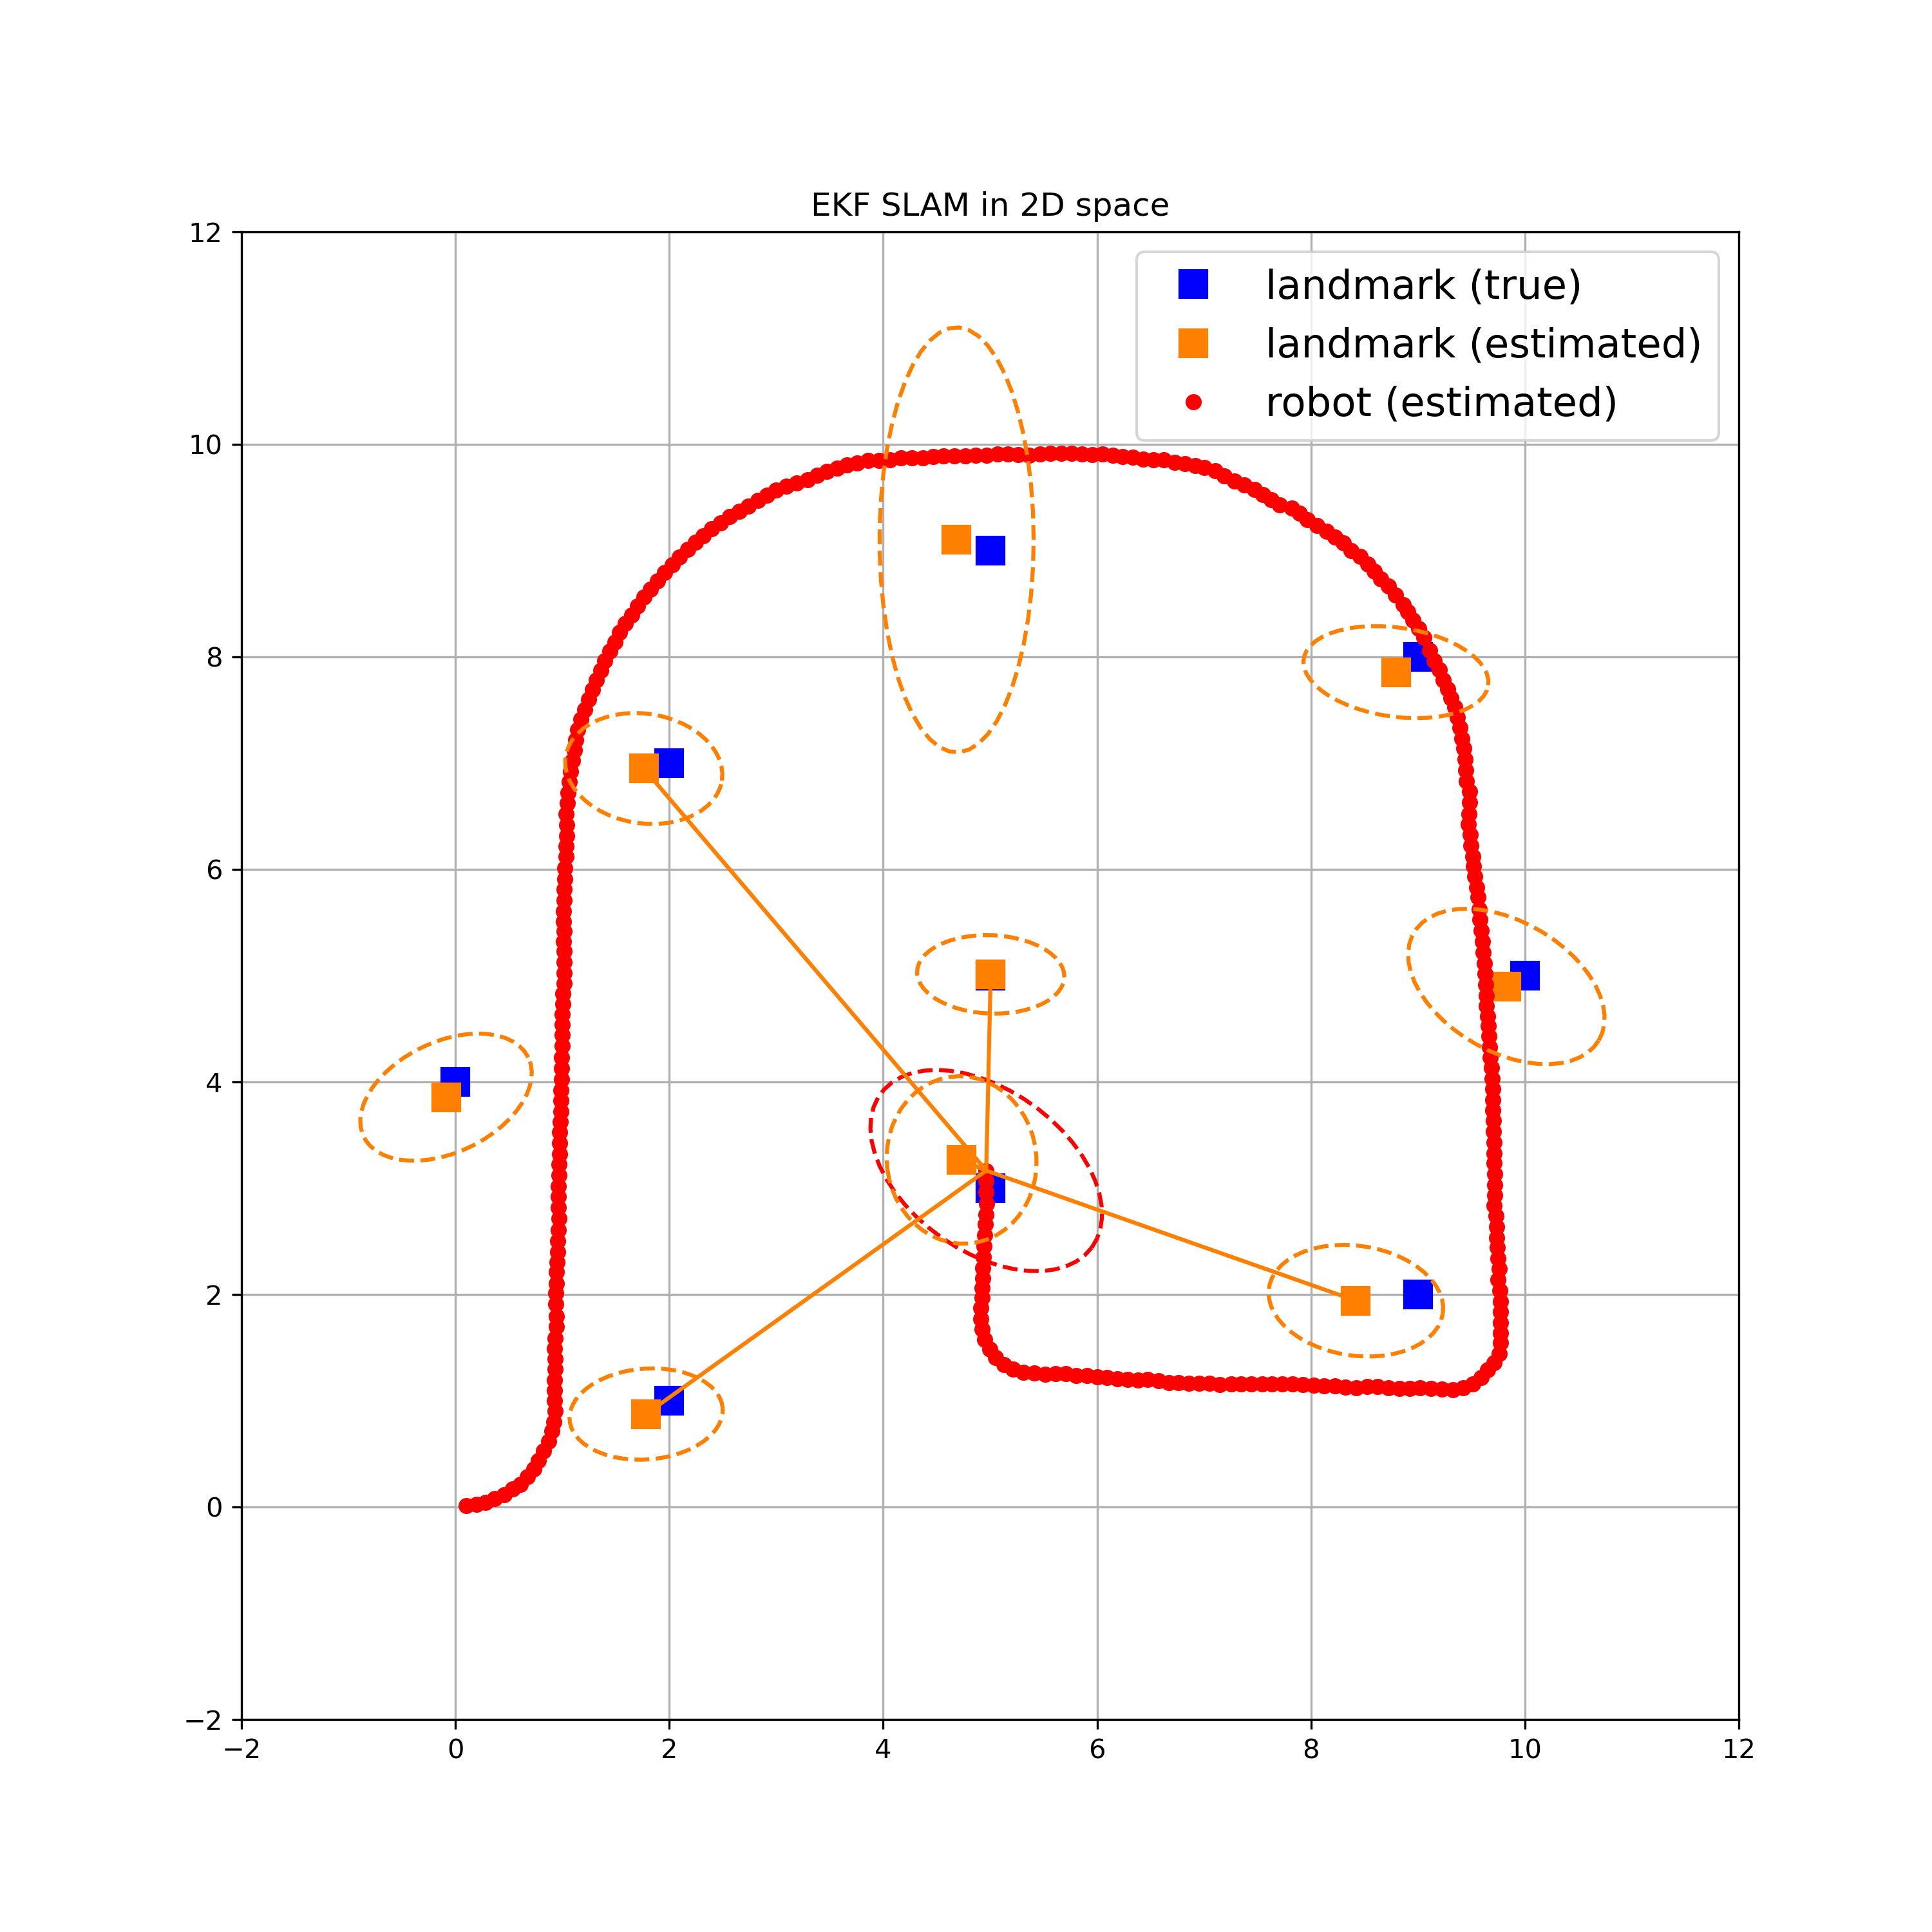 EKF SLAM in 2D space
landmark (true)
landmark (estimated)
robot (estimated)
12
10
8
6
4
2
0
−2
−2 0 2 4 6 8 10 12